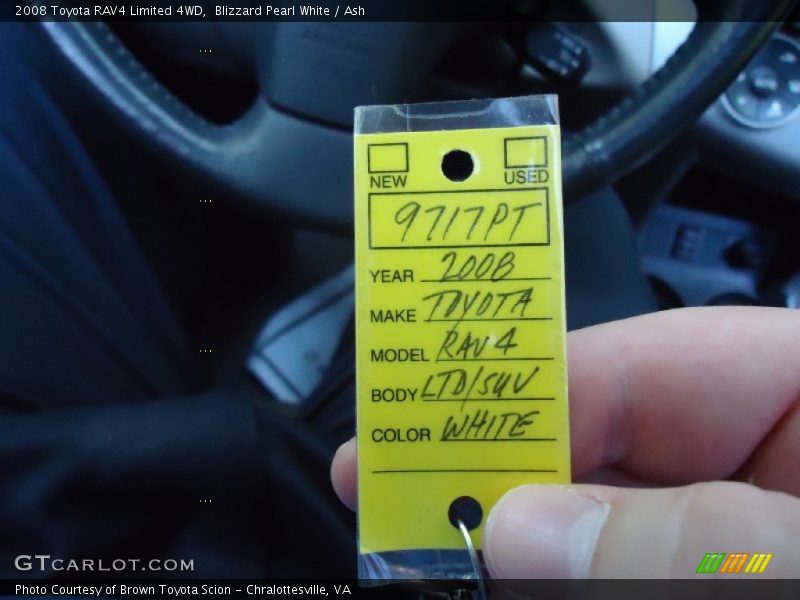 2008 Toyota RAV4 Limited 4WD,  Blizzard Pearl White / Ash
NEW USED
9717PT
YEAR 2008
MAKE TOYOTA
MODEL RAV4
BODY LTD/SUV
COLOR WHITE
GTCARLOT.COM
Photo Courtesy of Brown Toyota Scion - Chralottesville, VA